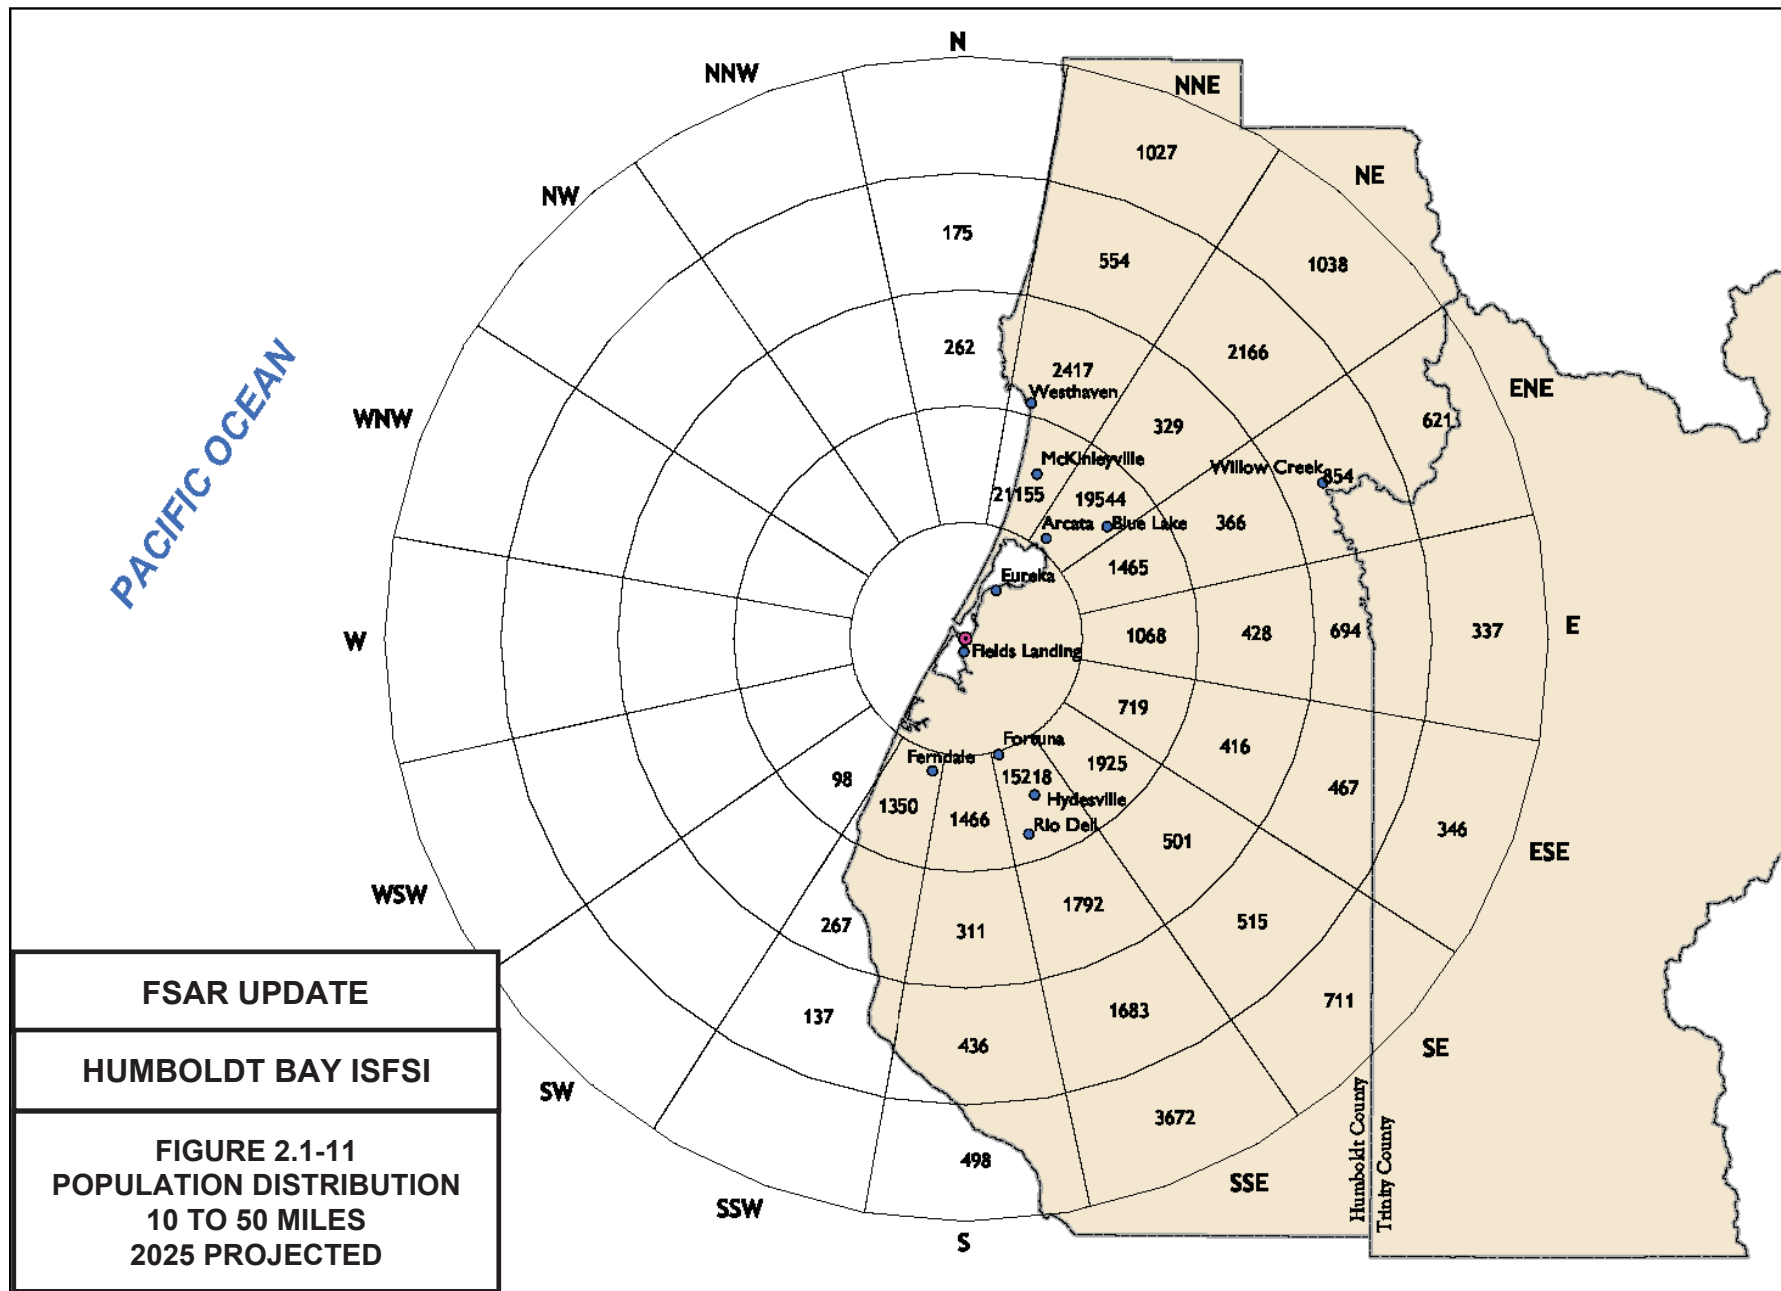 N
NNW
NNE
1027
NW
NE
175
554
1038
262
2166
2417
Westhaven
ENE
WNW
621
329
McKinleyville
Willow Creek
854
21155
19544
Arcata
Blue Lake
366
PACIFIC OCEAN
1465
Eureka
W
1068
428
694
337
E
Fields Landing
719
Fortuna
416
Ferndale
98
15218
1925
467
1350
Hydesville
1466
Rio Dell
346
501
ESE
WSW
1792
267
311
515
FSAR UPDATE
711
137
1683
436
SE
HUMBOLDT BAY ISFSI
SW
3672
Humboldt County
Trinity County
FIGURE 2.1-11
498
POPULATION DISTRIBUTION
SSE
SSW
10 TO 50 MILES
S
2025 PROJECTED